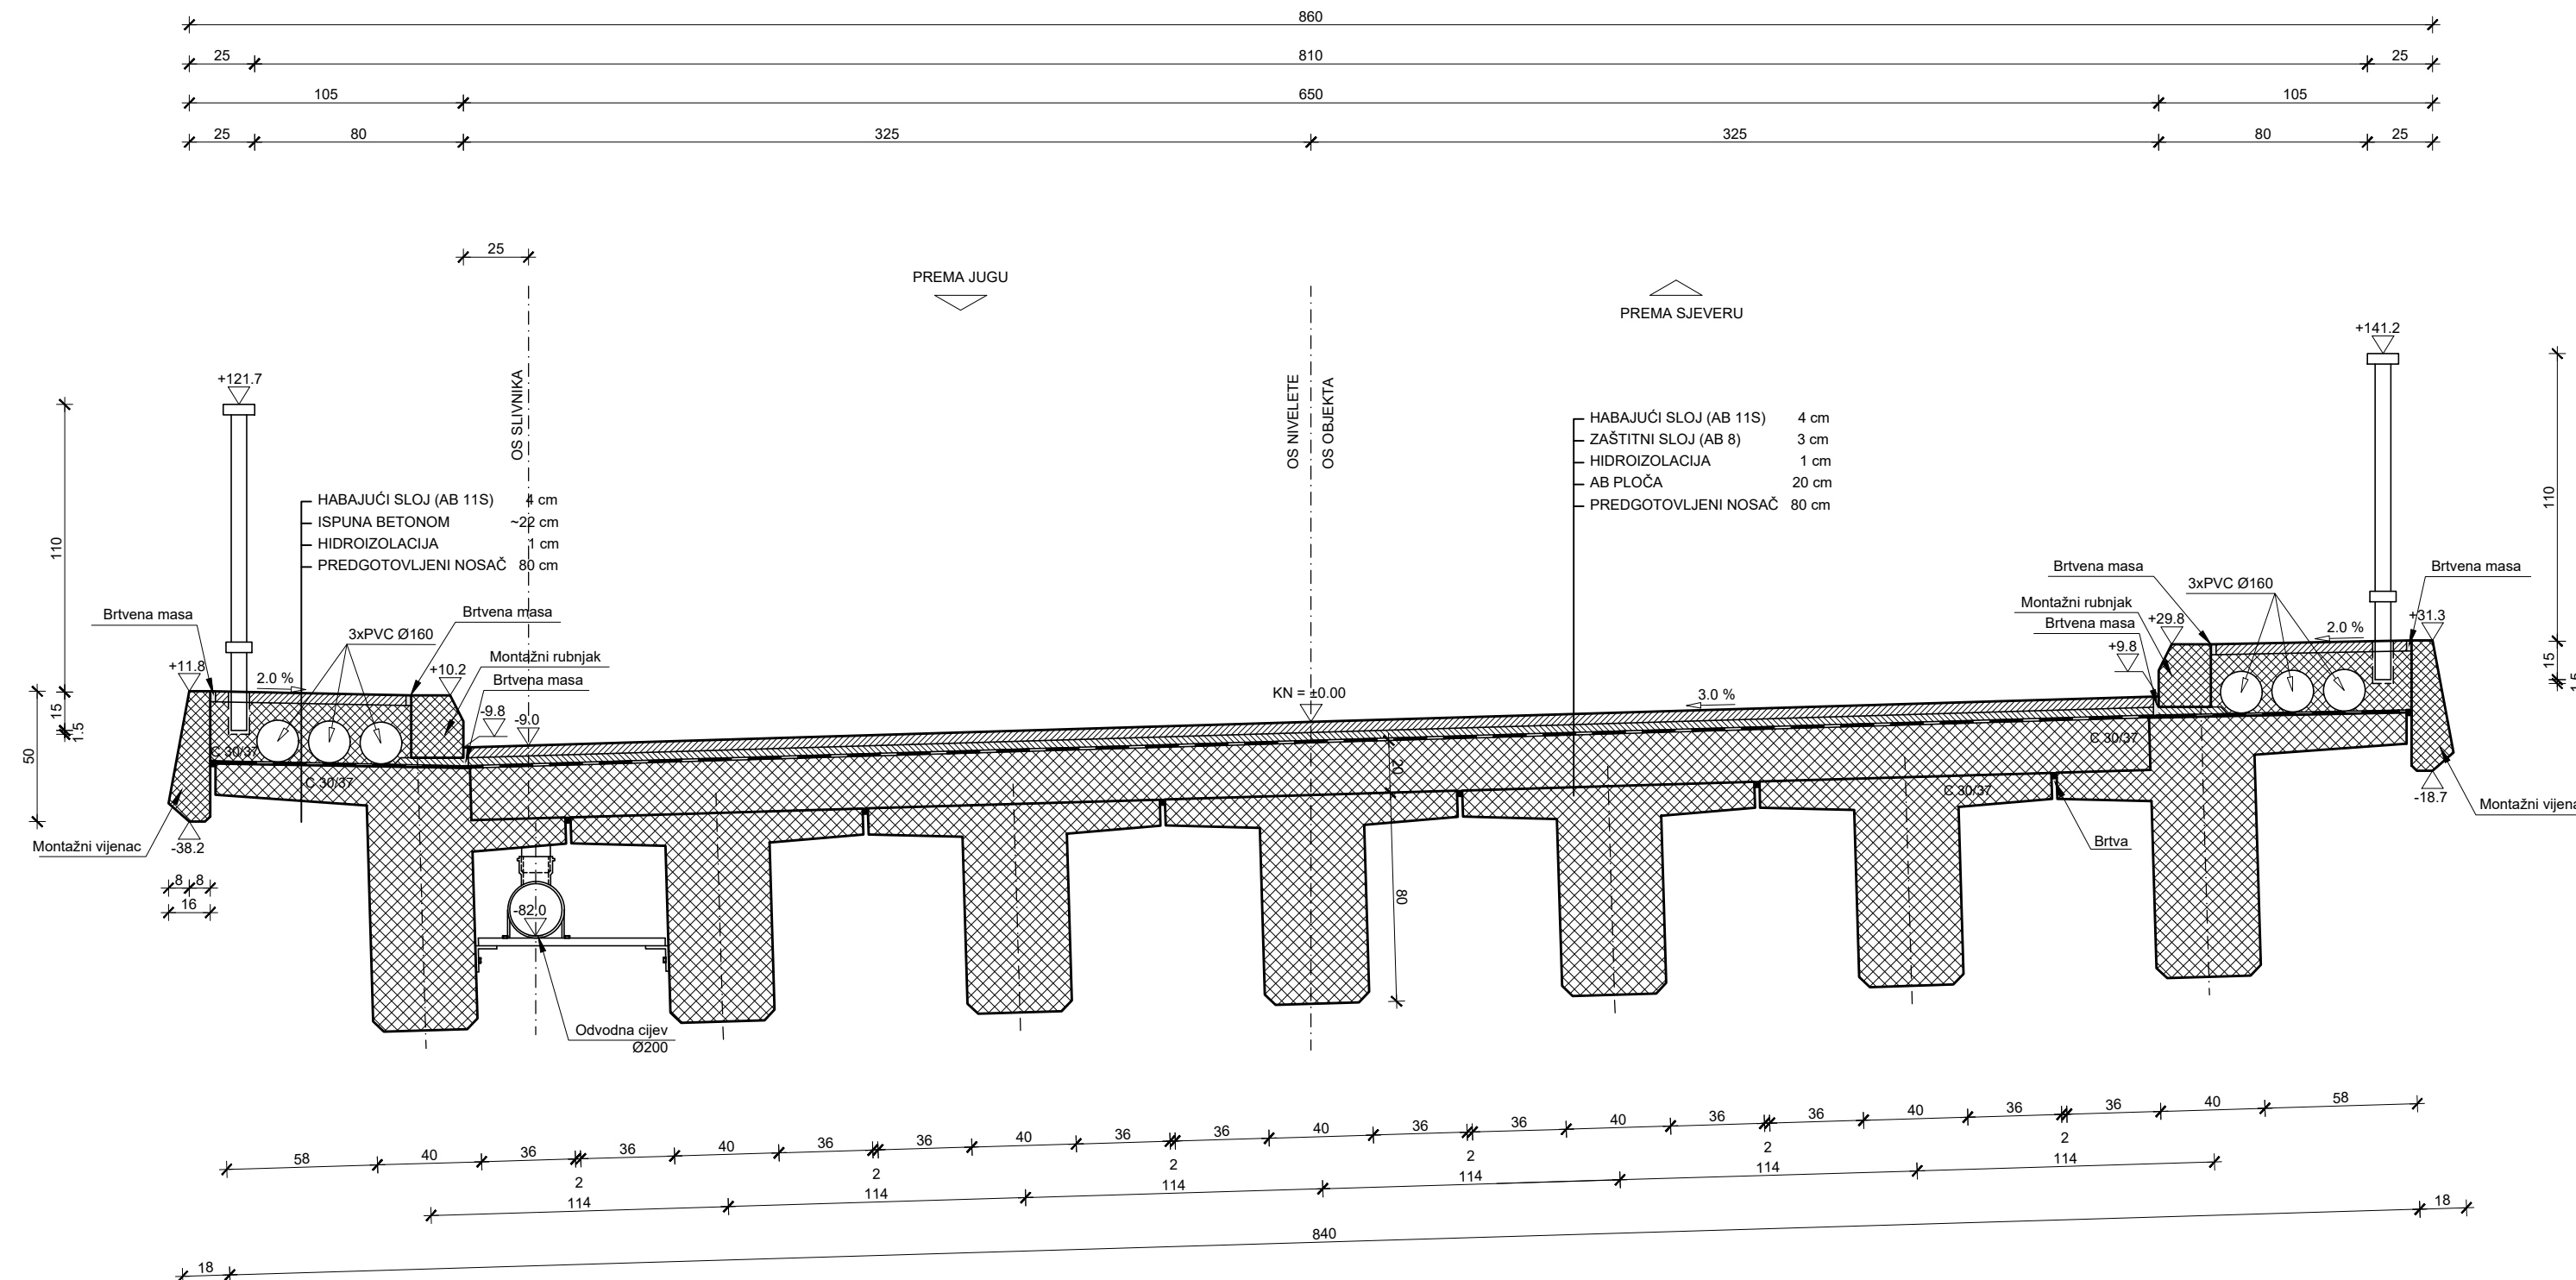 860
25 810 25
105 650 105
25 80 325 325 80 25
25
PREMA JUGU
PREMA SJEVERU
+141.2
+121.7
OS SLIVNIKA
OS NIVELETE
OS OBJEKTA
HABAJUĆI SLOJ (AB 11S) 4 cm
ZAŠTITNI SLOJ (AB 8) 3 cm
HIDROIZOLACIJA 1 cm
AB PLOČA 20 cm
PREDGOTOVLJENI NOSAČ 80 cm
HABAJUĆI SLOJ (AB 11S) 4 cm
ISPUNA BETONOM ~22 cm
HIDROIZOLACIJA 1 cm
PREDGOTOVLJENI NOSAČ 80 cm
110
110
Brtvena masa
Brtvena masa
3xPVC Ø160
Montažni rubnjak
Brtvena masa
+29.8
+31.3
2.0 %
+9.8
Brtvena masa
Brtvena masa
3xPVC Ø160
Montažni rubnjak
Brtvena masa
+11.8
2.0 %
+10.2
-9.8
-9.0
KN = ±0.00
3.0 %
15
1.5
15
1.5
50
C 30/37
C 30/37
C 30/37
C 30/37
20
80
-18.7
Montažni vijena
Montažni vijenac
-38.2
8 8
16
Brtva
-82.0
Odvodna cijev
Ø200
58 40 36 36 40 36 36 40 36 36 40 36 36 40 36 36 40 36 36 40 58
2 2 2 2 2 2
114 114 114 114 114 114
18 840 18